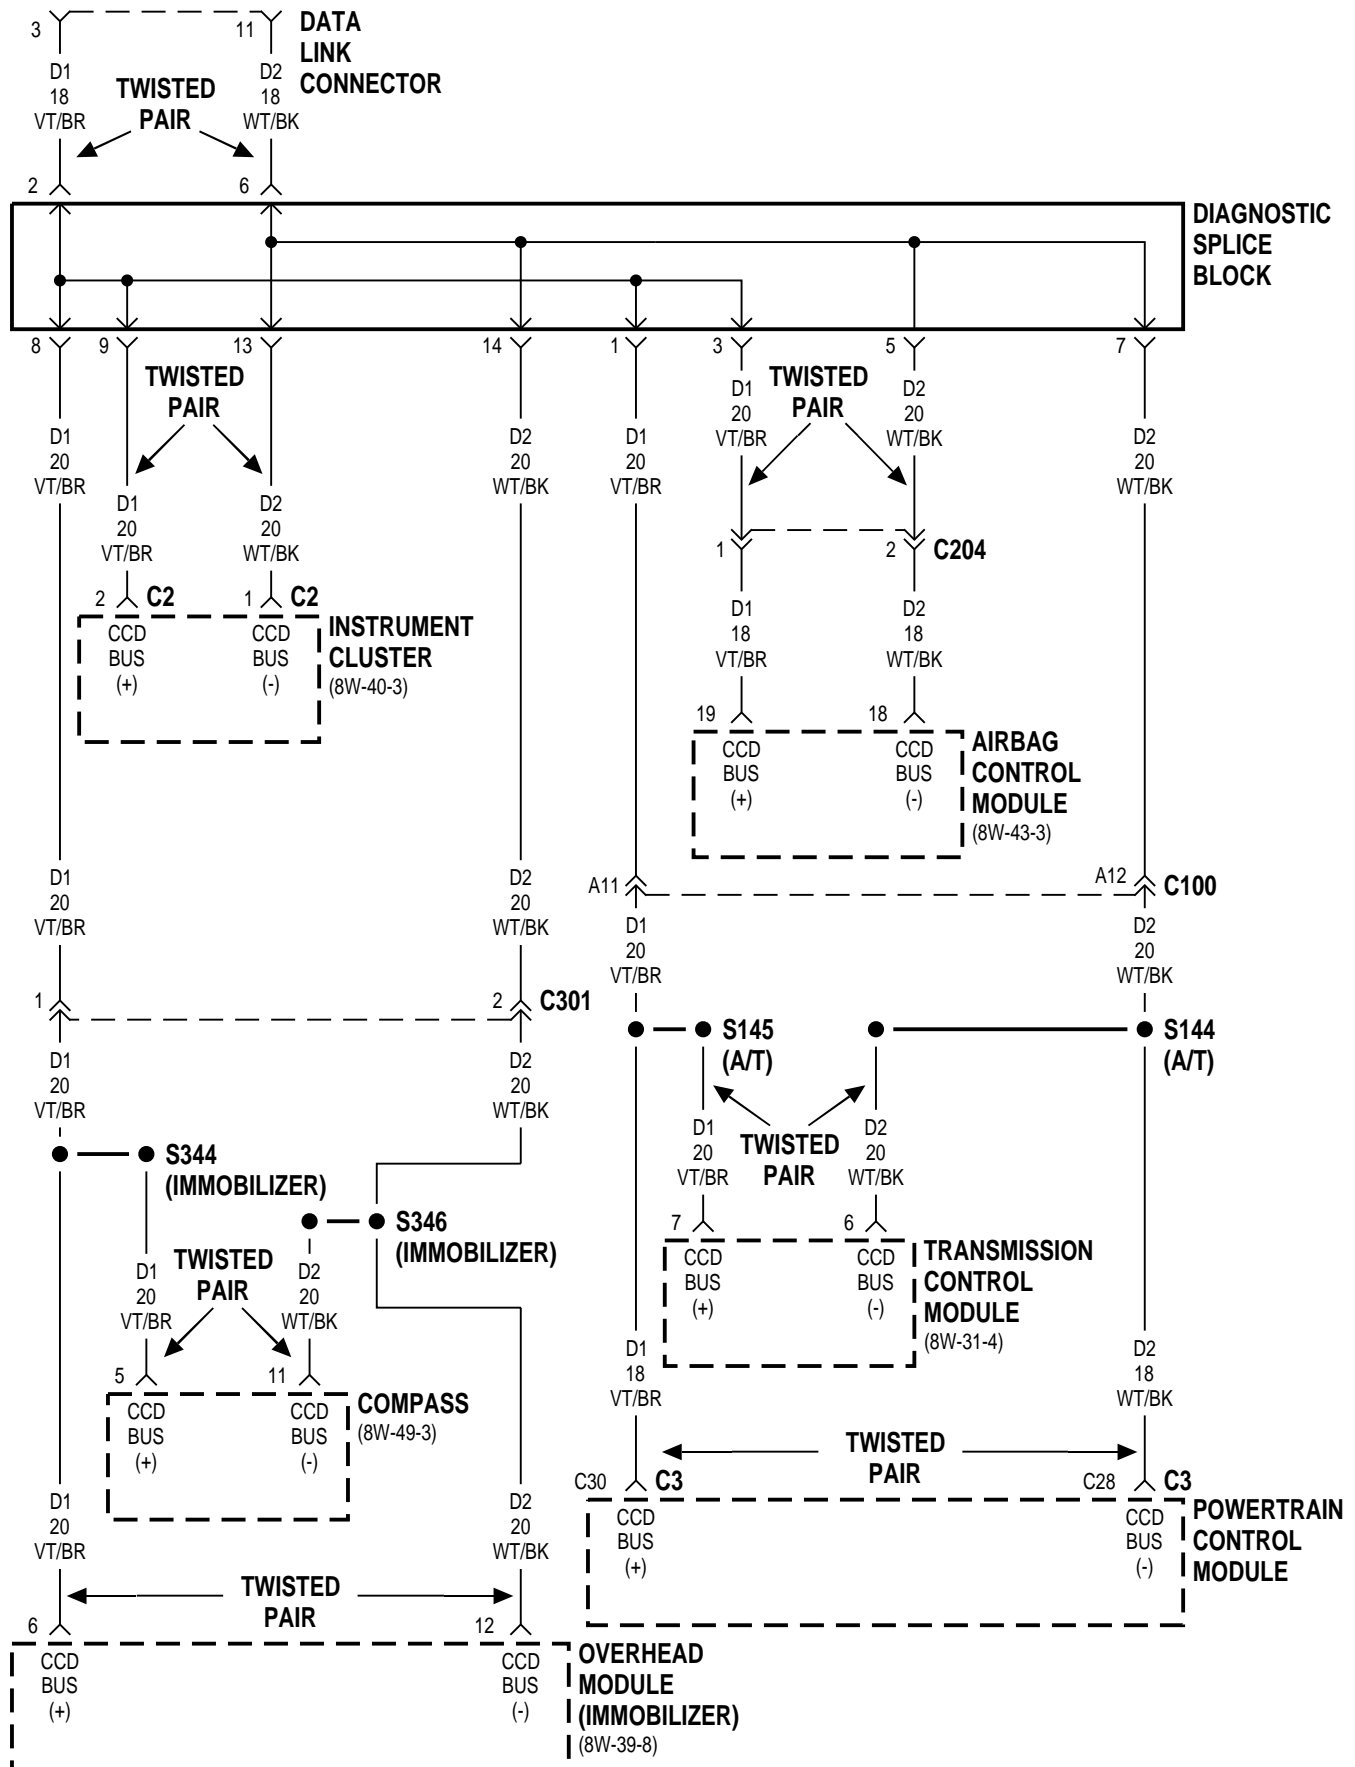 3
11
DATA
LINK
CONNECTOR
D1
18
VT/BR
D2
18
WT/BK
TWISTED
PAIR
2
6
DIAGNOSTIC
SPLICE
BLOCK
8
9
13
14
1
3
5
7
TWISTED
PAIR
TWISTED
PAIR
D1
20
VT/BR
D2
20
WT/BK
D1
20
VT/BR
D2
20
WT/BK
D1
20
VT/BR
D2
20
WT/BK
D1
20
VT/BR
D2
20
WT/BK
1
2
C204
2
C2
1
C2
CCD
BUS
(+)
CCD
BUS
(-)
INSTRUMENT
CLUSTER
(8W-40-3)
D1
18
VT/BR
D2
18
WT/BK
19
18
CCD
BUS
(+)
CCD
BUS
(-)
AIRBAG
CONTROL
MODULE
(8W-43-3)
D1
20
VT/BR
D2
20
WT/BK
A11
A12
C100
D1
20
VT/BR
D2
20
WT/BK
1
2
C301
S145
(A/T)
S144
(A/T)
D1
20
VT/BR
D2
20
WT/BK
D1
20
VT/BR
TWISTED
PAIR
D2
20
WT/BK
S344
(IMMOBILIZER)
S346
(IMMOBILIZER)
7
6
CCD
BUS
(+)
CCD
BUS
(-)
TRANSMISSION
CONTROL
MODULE
(8W-31-4)
D1
20
VT/BR
TWISTED
PAIR
D2
20
WT/BK
5
11
CCD
BUS
(+)
CCD
BUS
(-)
COMPASS
(8W-49-3)
D1
18
VT/BR
D2
18
WT/BK
TWISTED
PAIR
C30
C3
C28
C3
CCD
BUS
(+)
CCD
BUS
(-)
POWERTRAIN
CONTROL
MODULE
D1
20
VT/BR
D2
20
WT/BK
TWISTED
PAIR
6
12
CCD
BUS
(+)
CCD
BUS
(-)
OVERHEAD
MODULE
(IMMOBILIZER)
(8W-39-8)